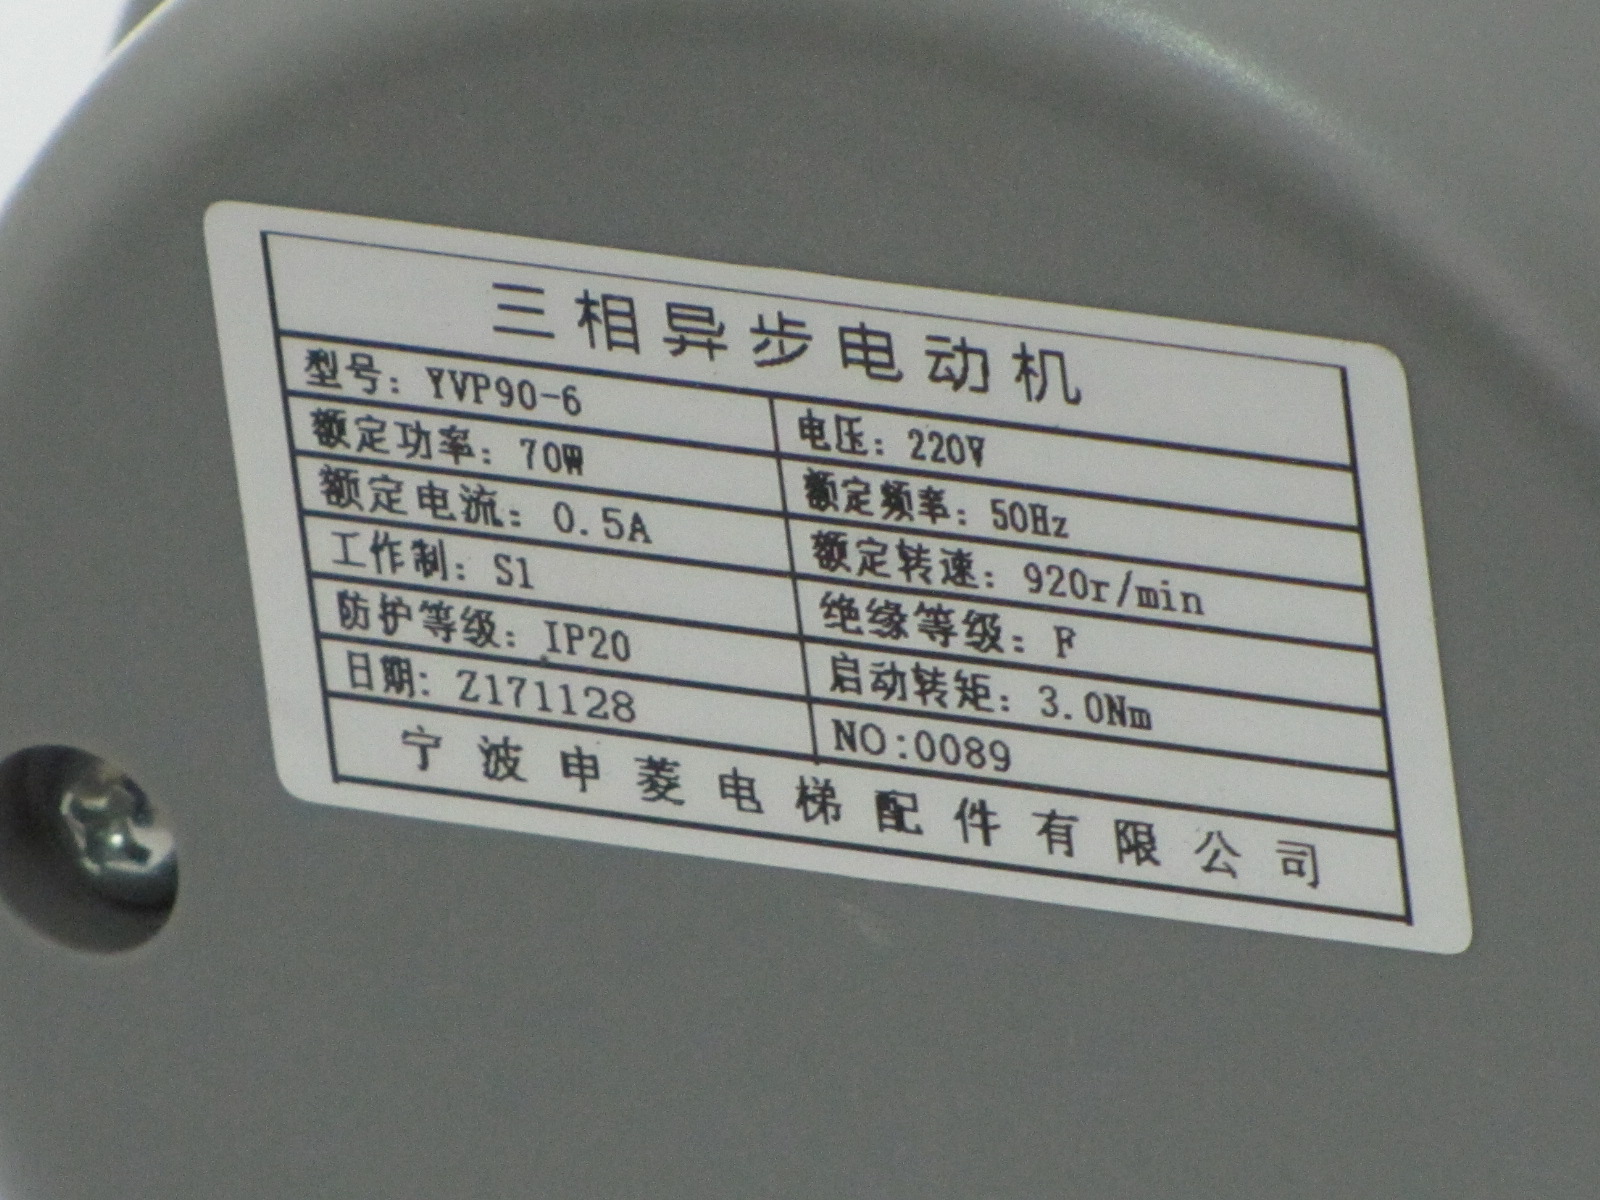 三相异步电动机
型号：YVP90-6 电压：220V
额定功率：70W 额定频率：50Hz
额定电流：0.5A 额定转速：920r/min
工作制：S1 绝缘等级：F
防护等级：IP20 启动转矩：3.0Nm
日期：Z171128 NO:0089
宁波申菱电梯配件有限公司